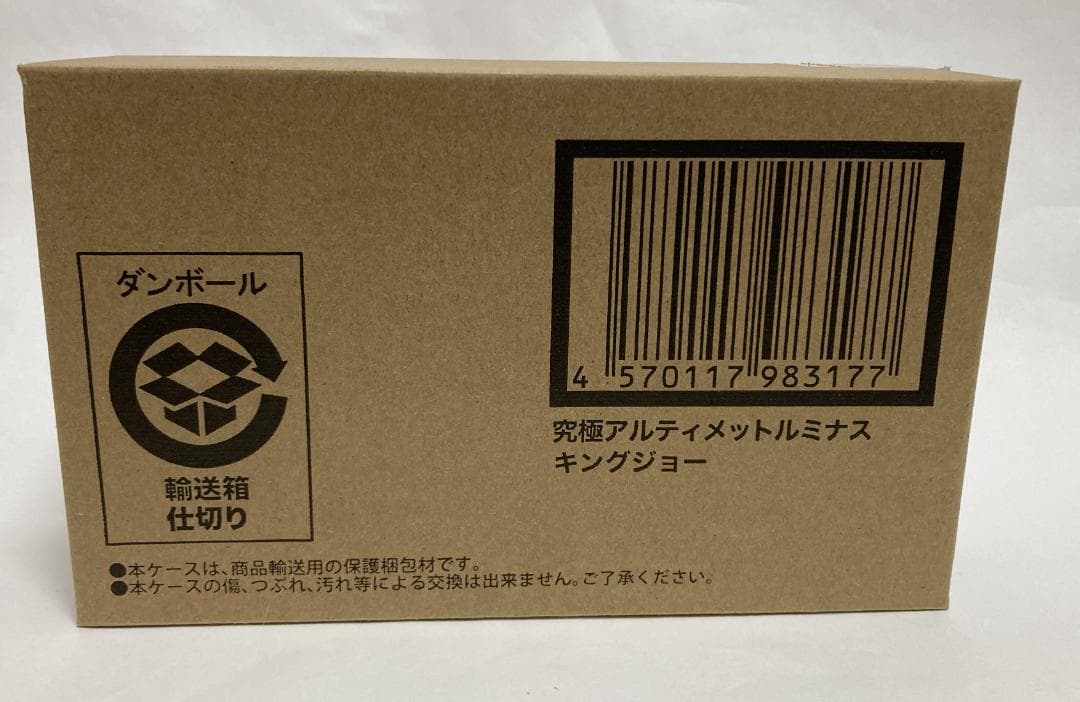 ダンボール
輸送箱
仕切り
4 570117 983177
究極アルティメットルミナス
キングジョー
●本ケースは、商品輸送用の保護梱包材です。
●本ケースの傷、つぶれ、汚れ等による交換は出来ません。ご了承ください。